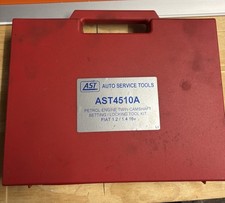 AST AUTO SERVICE TOOLS
AST4510A
PETROL ENGINE TWIN CAMSHAFT
SETTING / LOCKING TOOL KIT
FIAT 1.2 / 1.4 16v